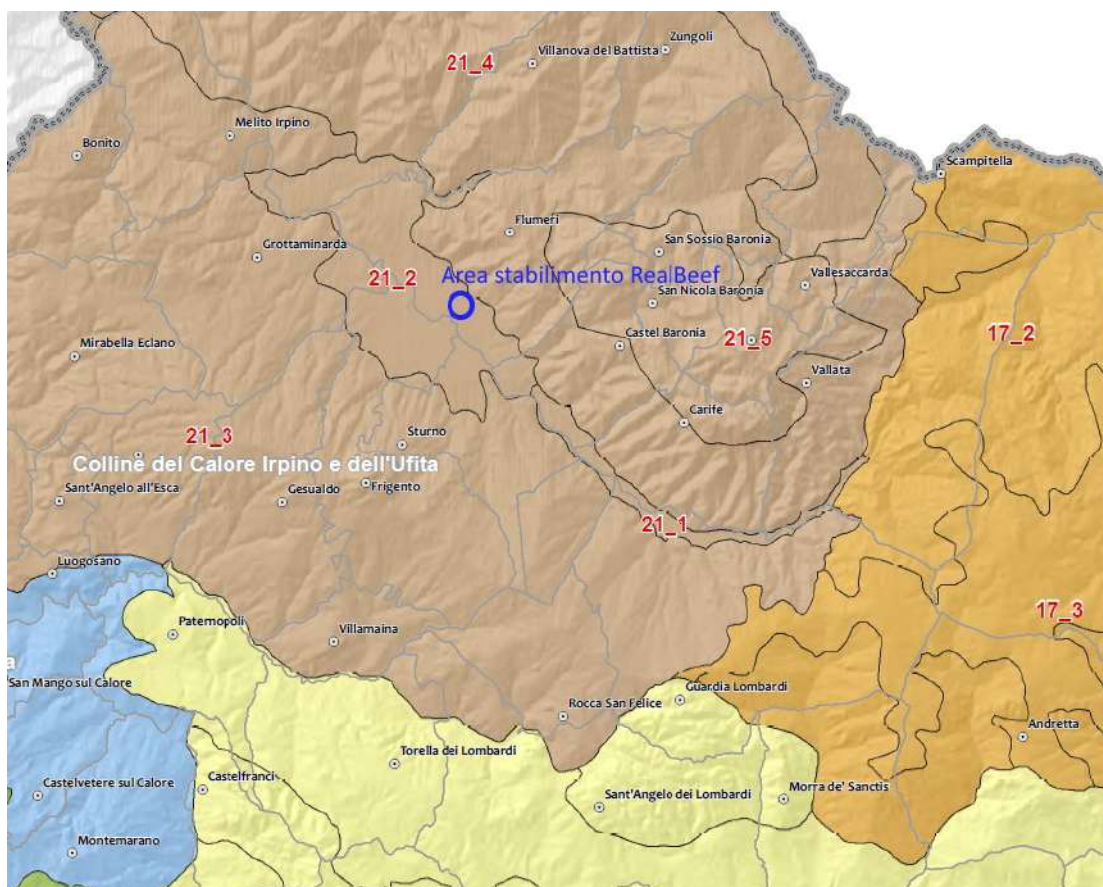 Zungoli
21_4
Villanova del Battista
Melito Irpino
Bonito
Scampitella
Flumeri
San Sossio Baronia
Grottaminarda
Area stabilimento RealBeef
21_2
Vallesaccarda
San Nicola Baronia
17_2
21_5
Castel Baronia
Mirabella Eclano
Vallata
Carife
21_3
Sturno
Colline del Calore Irpino e dell'Ufita
Frigento
Sant'Angelo all'Esca
Gesualdo
21_1
Luogosano
17_3
Paternopoli
Villamaina
a
San Mango sul Calore
Guardia Lombardi
Rocca San Felice
Andretta
Torella dei Lombardi
Castelfranci
Castelvetere sul Calore
Morra de' Sanctis
Sant'Angelo dei Lombardi
Montemarano